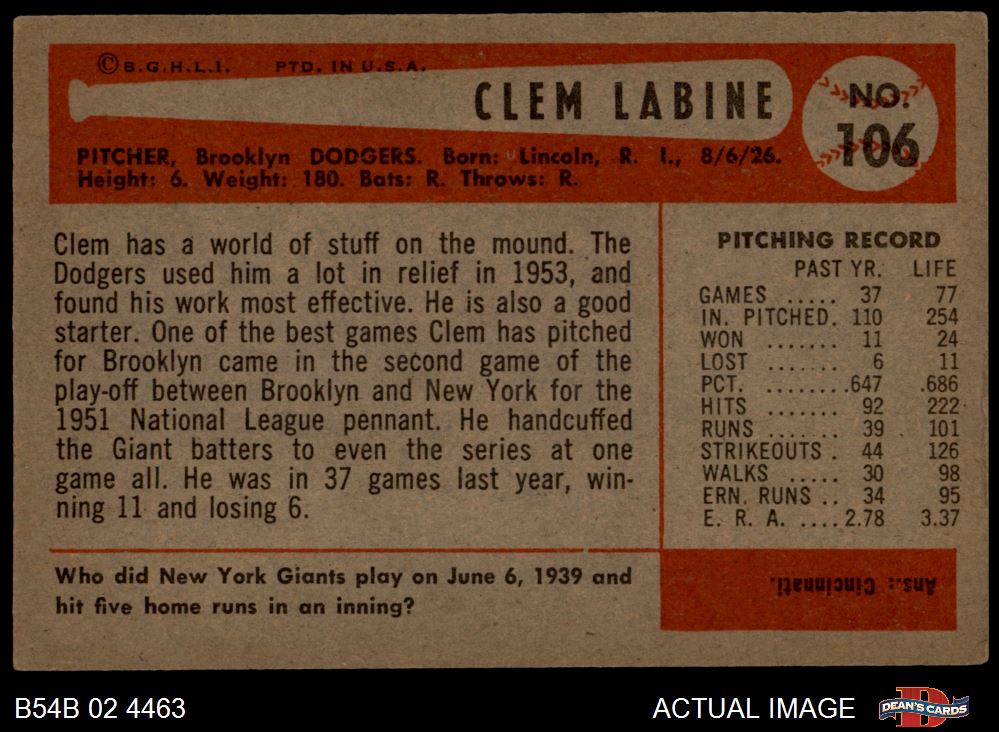 © B.G.H.L.I. PTD. IN U.S.A.
CLEM LABINE
NO.
106
PITCHER, Brooklyn DODGERS. Born: Lincoln, R. I., 8/6/26.
Height: 6. Weight: 180. Bats: R. Throws: R.
Clem has a world of stuff on the mound. The
Dodgers used him a lot in relief in 1953, and
found his work most effective. He is also a good
starter. One of the best games Clem has pitched
for Brooklyn came in the second game of the
play-off between Brooklyn and New York for the
1951 National League pennant. He handcuffed
the Giant batters to even the series at one
game all. He was in 37 games last year, win-
ning 11 and losing 6.
PITCHING RECORD
PAST YR. LIFE
GAMES ..... 37 77
IN. PITCHED. 110 254
WON ....... 11 24
LOST ....... 6 11
PCT. ........ .647 .686
HITS ....... 92 222
RUNS ....... 39 101
STRIKEOUTS . 44 126
WALKS ..... 30 98
ERN. RUNS .. 34 95
E. R. A. .... 2.78 3.37
Who did New York Giants play on June 6, 1939 and
hit five home runs in an inning?
Ans.: Cincinnati.
B54B 02 4463
ACTUAL IMAGE
D
DEAN'S CARDS